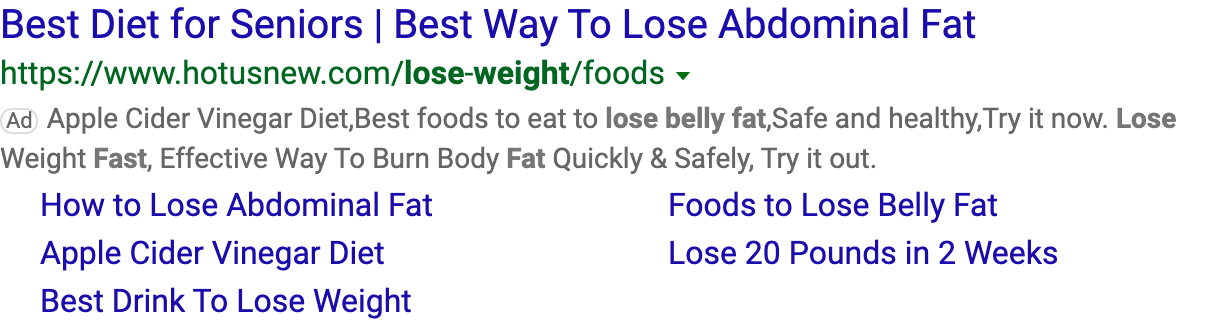 Best Diet for Seniors | Best Way To Lose Abdominal Fat
https://www.hotusnew.com/lose-weight/foods
Ad Apple Cider Vinegar Diet,Best foods to eat to lose belly fat,Safe and healthy,Try it now. Lose
Weight Fast, Effective Way To Burn Body Fat Quickly & Safely, Try it out.
How to Lose Abdominal Fat Foods to Lose Belly Fat
Apple Cider Vinegar Diet Lose 20 Pounds in 2 Weeks
Best Drink To Lose Weight